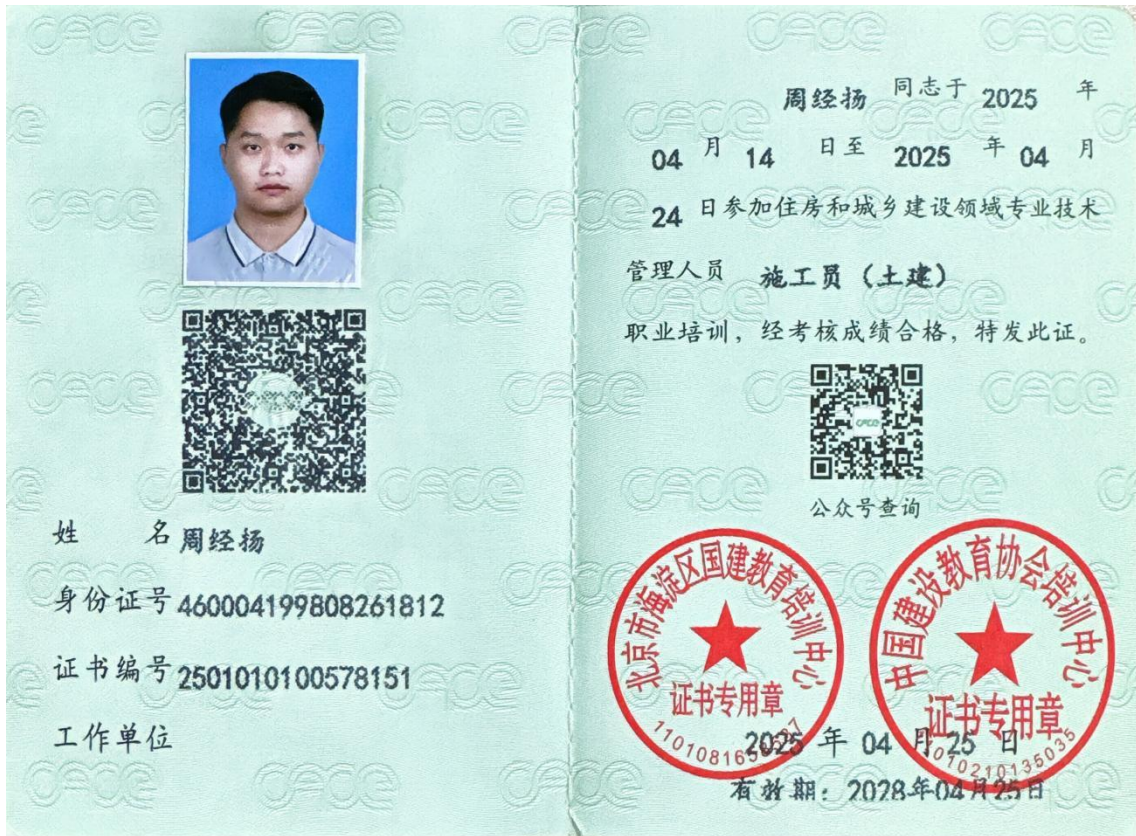 姓 名 周经扬
身份证号 460004199808261812
证书编号 2501010100578151
工作单位
周经扬 同志于 2025 年
04 月 14 日至 2025 年 04 月
24 日参加住房和城乡建设领域专业技术
管理人员 施工员（土建）
职业培训，经考核成绩合格，特发此证。
公众号查询
北京市海淀区国建教育培训中心
证书专用章
中国建设教育协会培训中心
证书专用章
2025 年 04 月 25 日
有效期：2028年04月25日